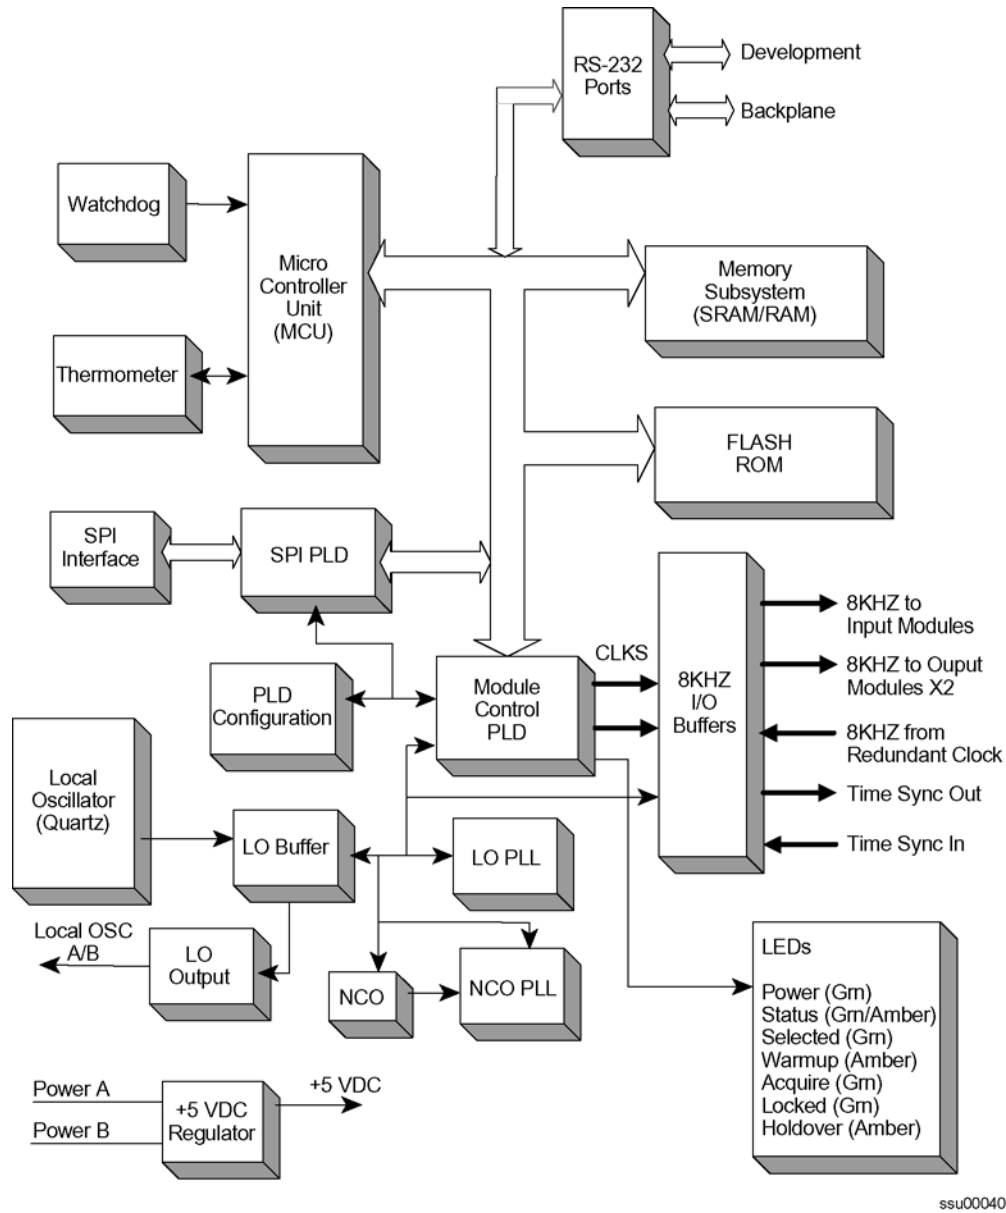 RS-232
Ports
Development
Backplane
Watchdog
Micro
Controller
Unit
(MCU)
Memory
Subsystem
(SRAM/RAM)
Thermometer
FLASH
ROM
SPI
Interface
SPI PLD
8KHZ to
Input Modules
CLKS
8KHZ to Ouput
Modules X2
PLD
Configuration
Module
Control
PLD
8KHZ
I/O
Buffers
8KHZ from
Redundant Clock
Local
Oscillator
(Quartz)
Time Sync Out
LO Buffer
LO PLL
Time Sync In
Local OSC
A/B
LO
Output
NCO
NCO PLL
LEDs
Power (Grn)
Status (Grn/Amber)
Selected (Grn)
Warmup (Amber)
Acquire (Grn)
Locked (Grn)
Holdover (Amber)
Power A
Power B
+5 VDC
Regulator
+5 VDC
ssu00040